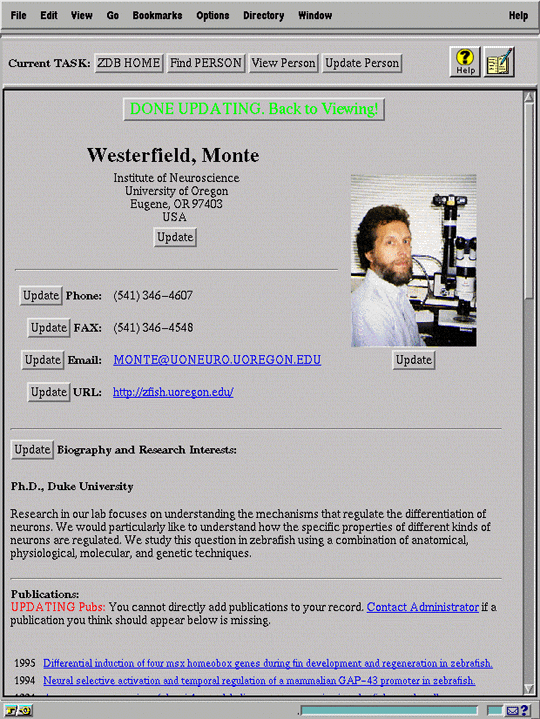 File Edit View Go Bookmarks Options Directory Window Help
Current TASK: ZDB HOME Find PERSON View Person Update Person Help
DONE UPDATING. Back to Viewing!
Westerfield, Monte
Institute of Neuroscience
University of Oregon
Eugene, OR 97403
USA
Update
Update Phone: (541) 346-4607
Update FAX: (541) 346-4548
Update Email: MONTE@UONEURO.UOREGON.EDU
Update
Update URL: http://zfish.uoregon.edu/
Update Biography and Research Interests:
Ph.D., Duke University
Research in our lab focuses on understanding the mechanisms that regulate the differentiation of
neurons. We would particularly like to understand how the specific properties of different kinds of
neurons are regulated. We study this question in zebrafish using a combination of anatomical,
physiological, molecular, and genetic techniques.
Publications:
UPDATING Pubs: You cannot directly add publications to your record. Contact Administrator if a
publication you think should appear below is missing.
1995 Differential induction of four msx homeobox genes during fin development and regeneration in zebrafish.
1994 Neural selective activation and temporal regulation of a mammalian GAP-43 promoter in zebrafish.